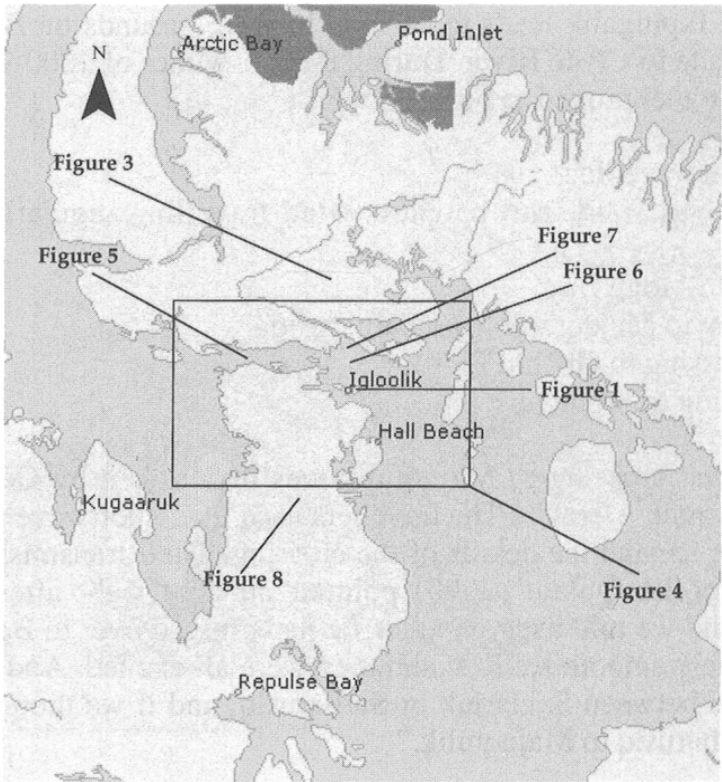 Pond Inlet
Arctic Bay
N
Figure 3
Figure 7
Figure 5
Figure 6
Igloolik
Figure 1
Hall Beach
Kugaaruk
Figure 8
Figure 4
Repulse Bay